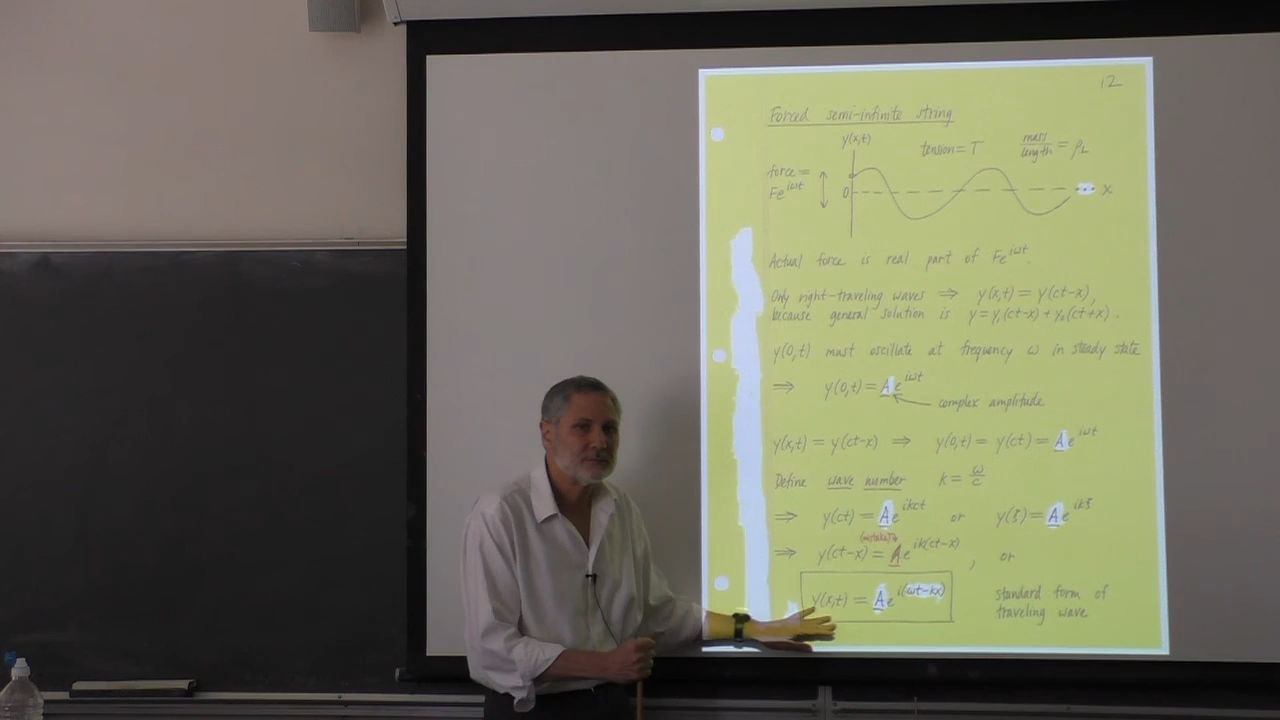 12
Forced semi-infinite string
y(x,t)
tension = T
mass/length = ρL
force = Fe^{iωt}
0
x
Actual force is real part of Fe^{iωt}.
Only right-traveling waves ⇒ y(x,t) = y(ct-x),
because general solution is y = y₁(ct-x) + y₂(ct+x).
y(0,t) must oscillate at frequency ω in steady state
⇒ y(0,t) = Ae^{iωt}
complex amplitude
y(x,t) = y(ct-x) ⇒ y(0,t) = y(ct) = Ae^{iωt}
Define wave number k = ω/c
⇒ y(ct) = Ae^{ikct} or y(ξ) = Ae^{ikξ}
(mistake)
⇒ y(ct-x) = Ae^{ik(ct-x)}, or
y(x,t) = Ae^{i(ωt-kx)} standard form of
traveling wave